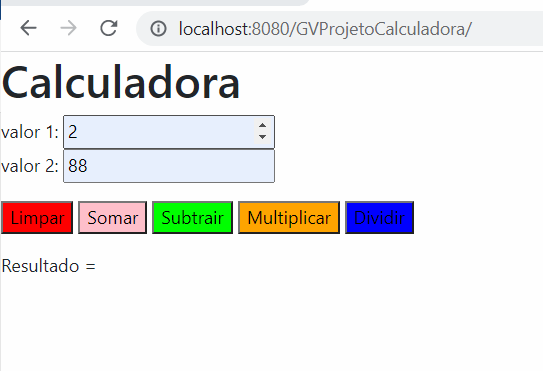 localhost:8080/GVProjetoCalculadora/
Calculadora
valor 1: 2
valor 2: 88
Limpar Somar Subtrair Multiplicar Dividir
Resultado =